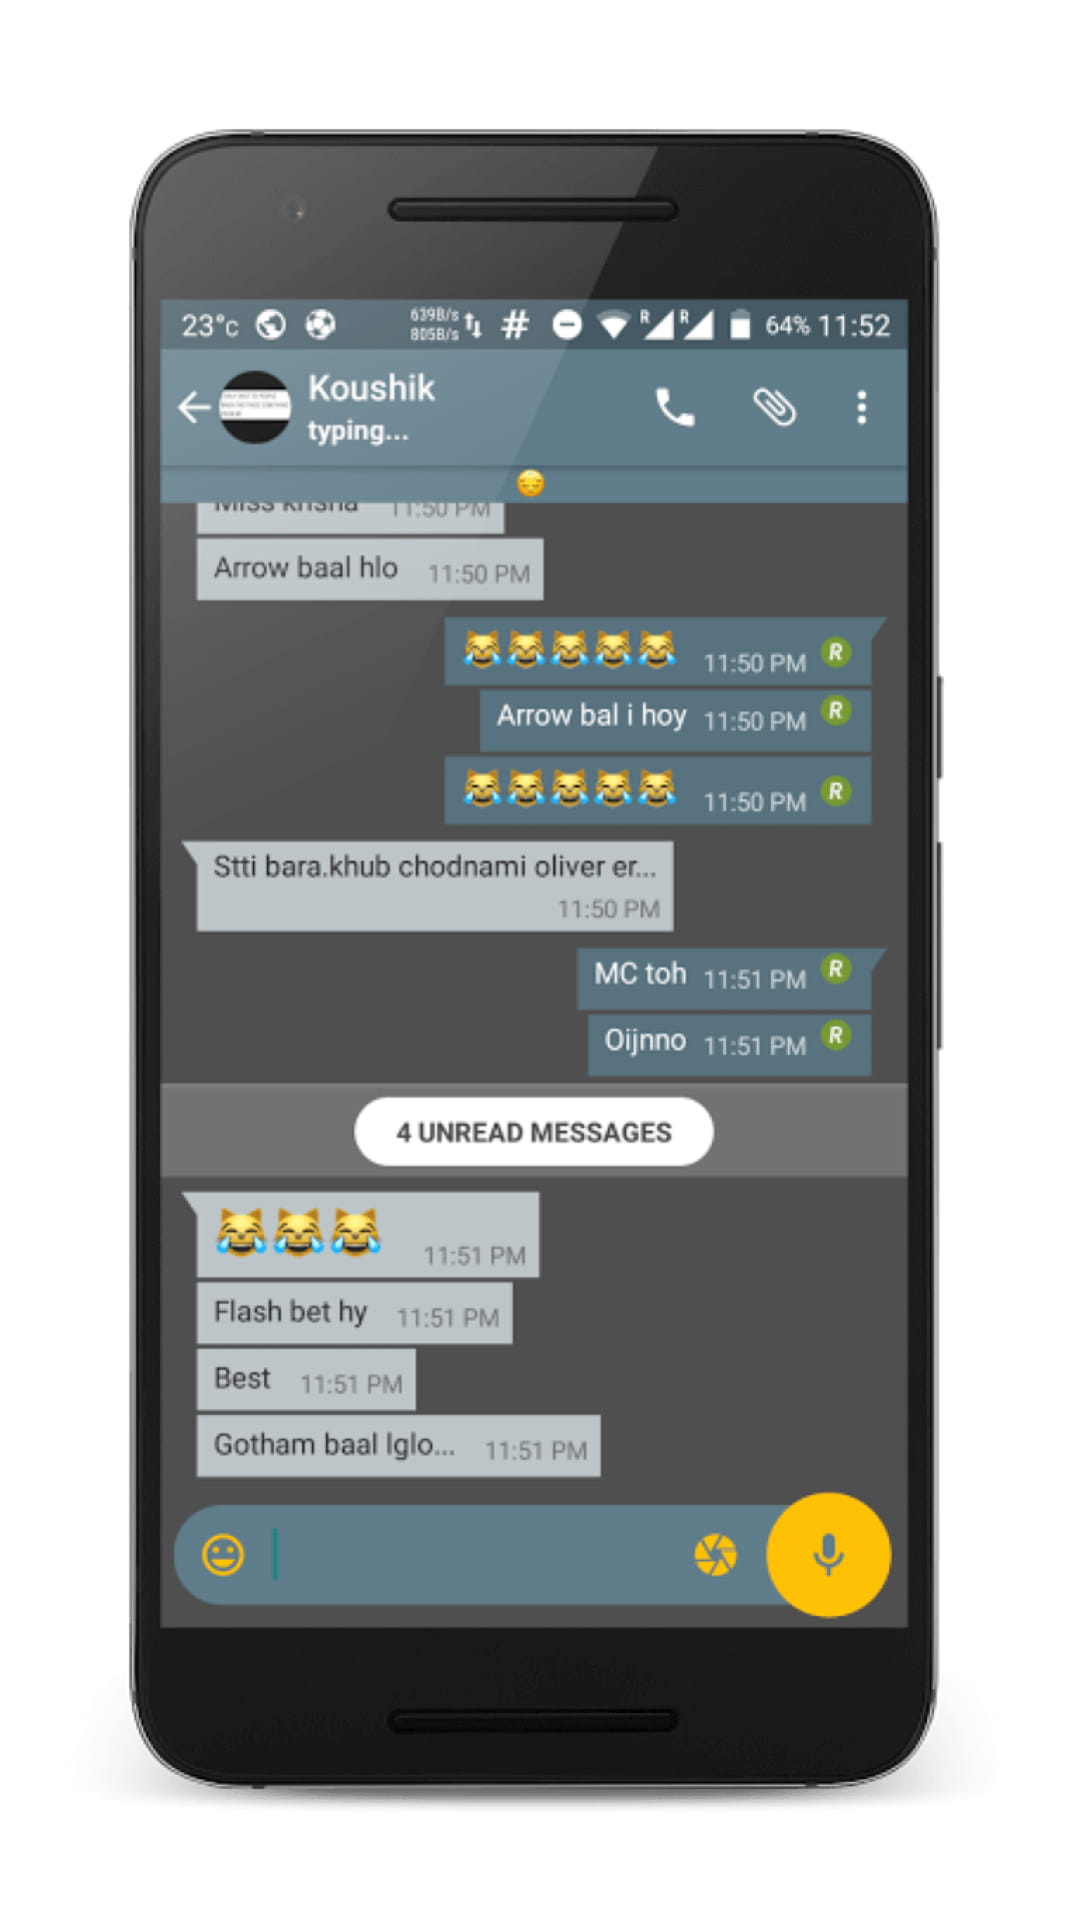 23°c 639B/s 805B/s # R R 64% 11:52
Koushik
typing...
Miss krisha 11:50 PM
Arrow baal hlo 11:50 PM
11:50 PM R
Arrow bal i hoy 11:50 PM R
11:50 PM R
Stti bara.khub chodnami oliver er...
11:50 PM
MC toh 11:51 PM R
Oijnno 11:51 PM R
4 UNREAD MESSAGES
11:51 PM
Flash bet hy 11:51 PM
Best 11:51 PM
Gotham baal lglo... 11:51 PM